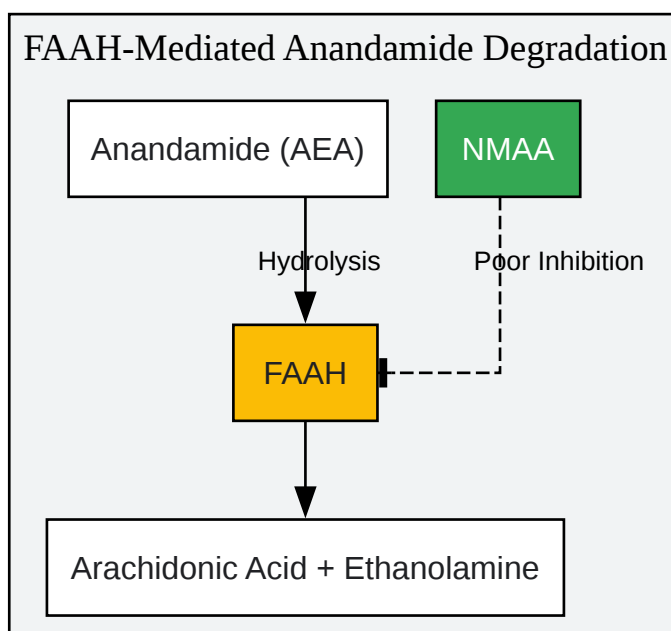 FAAH-Mediated Anandamide Degradation
Anandamide (AEA)
NMAA
Hydrolysis
Poor Inhibition
FAAH
Arachidonic Acid + Ethanolamine